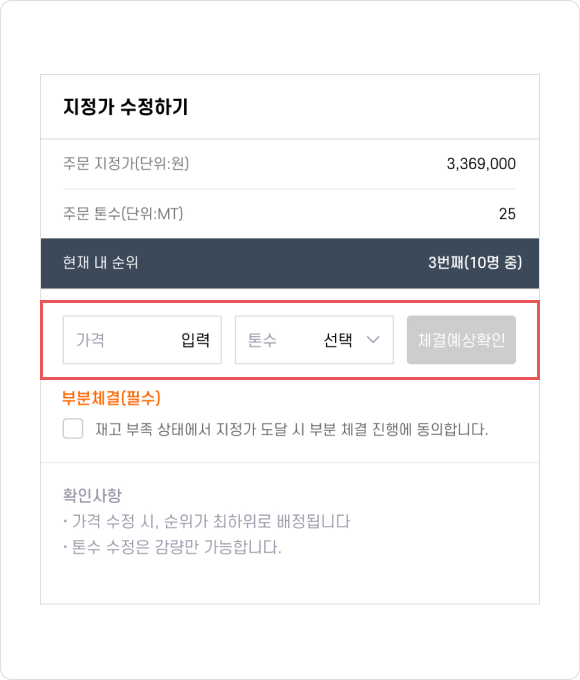 지정가 수정하기
주문 지정가(단위:원) 3,369,000
주문 톤수(단위:MT) 25
현재 내 순위 3번째(10명 중)
가격 입력 톤수 선택 체결예상확인
부분체결(필수)
재고 부족 상태에서 지정가 도달 시 부분 체결 진행에 동의합니다.
확인사항
· 가격 수정 시, 순위가 최하위로 배정됩니다
· 톤수 수정은 감량만 가능합니다.